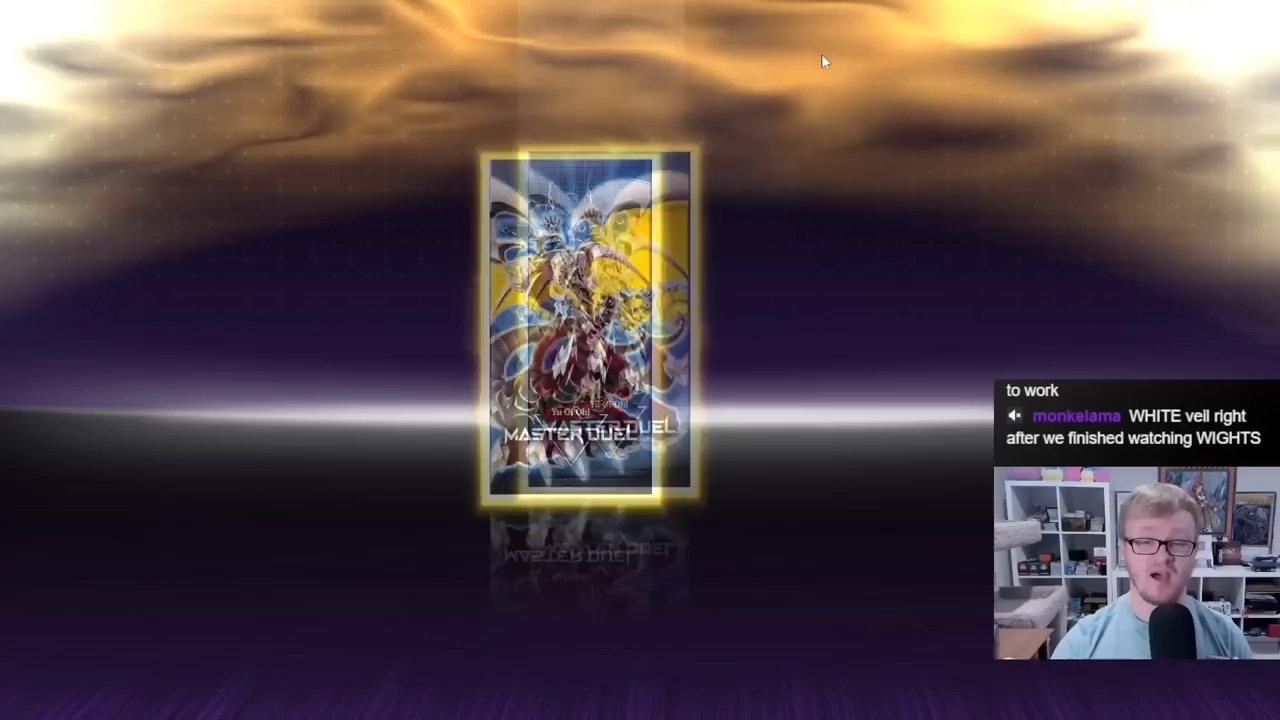 to work
monkelama WHITE veil right
after we finished watching WIGHTS
Yu-Gi-Oh!
MASTER DUEL